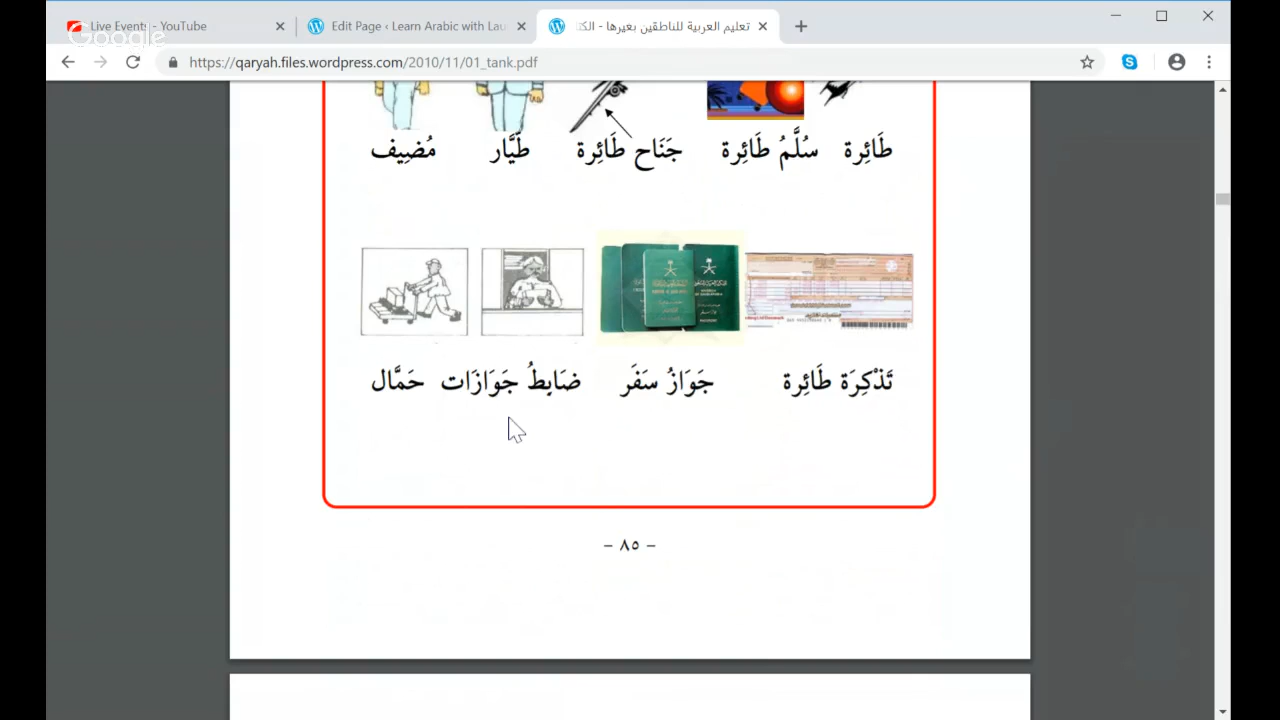 Live Events - YouTube
Edit Page ‹ Learn Arabic with Lau
تعليم العربية للناطقين بغيرها - الكتا
Google
https://qaryah.files.wordpress.com/2010/11/01_tank.pdf
طَائِرة سُلَّمُ طَائِرة جَنَاح طَائِرة طَيَّار مُضِيف
تَذْكِرَة طَائِرة جَوَازُ سَفَر ضَابِطُ جَوَازَات حَمَّال
- ٨٥ -